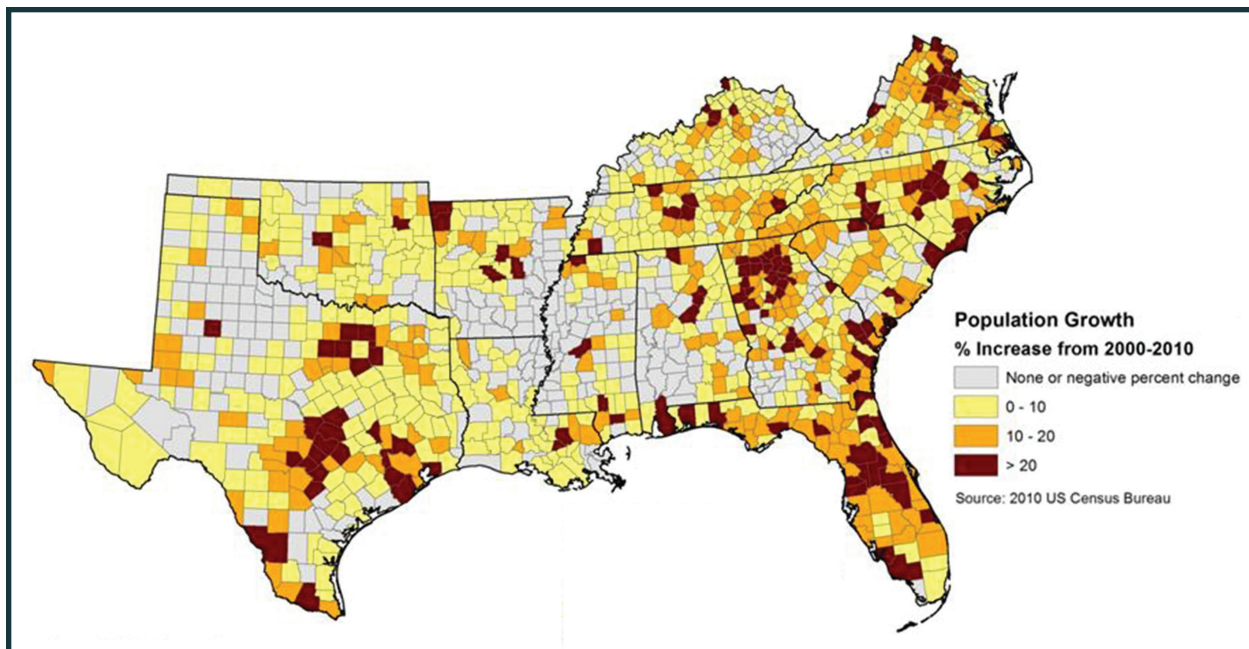 Population Growth
% Increase from 2000-2010
None or negative percent change
0 - 10
10 - 20
> 20
Source: 2010 US Census Bureau